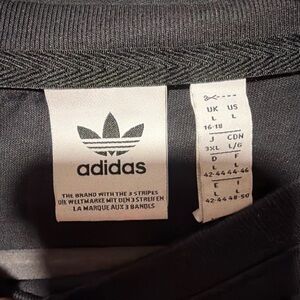 adidas
THE BRAND WITH THE 3 STRIPES
DIE WELTMARKE MIT DEN 3 STREIFEN
LA MARQUE AUX 3 BANDES
UK US
L L
16-18
J CDN
3XL L/G
D F
L L
42-44 44-46
E I
L L
42-44 48-50